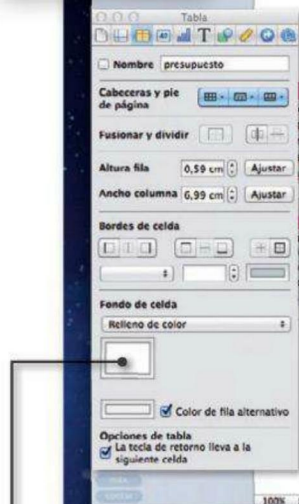 Tabla
Nombre presupuesto
Cabeceras y pie
de página
Fusionar y dividir
Altura fila 0,59 cm Ajustar
Ancho columna 6,99 cm Ajustar
Bordes de celda
Fondo de celda
Relleno de color
Color de fila alternativo
Opciones de tabla
La tecla de retorno lleva a la
siguiente celda
100%